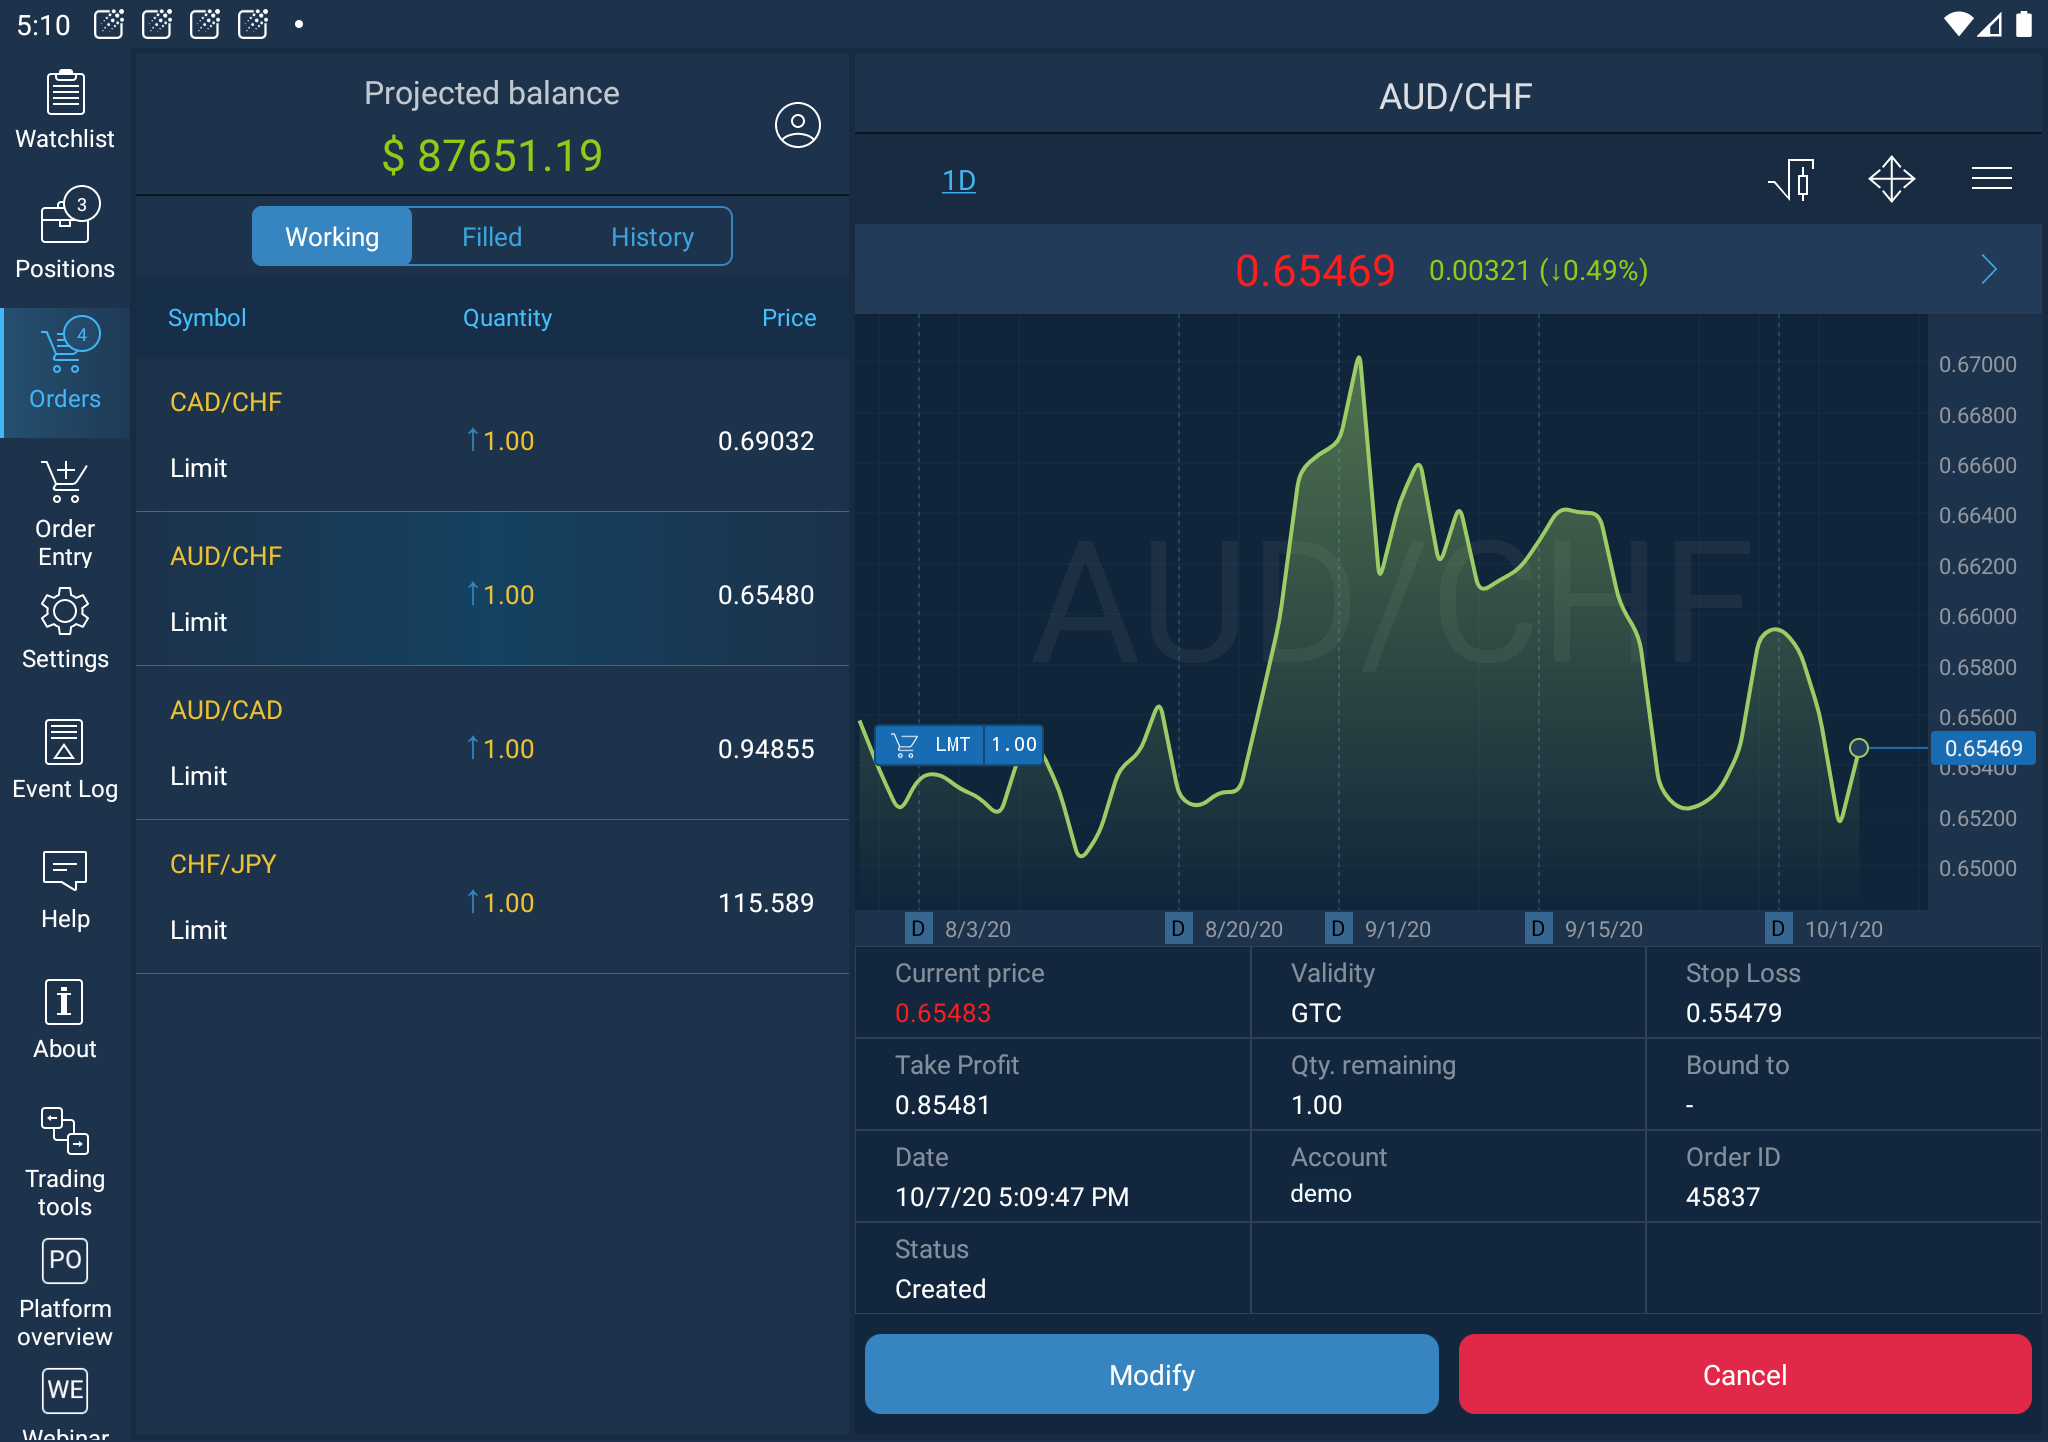 5:10
Watchlist
3
Positions
4
Orders
Order
Entry
Settings
Event Log
Help
About
Trading
tools
PO
Platform
overview
WE
Webinar
Projected balance
$ 87651.19
Working Filled History
Symbol Quantity Price
CAD/CHF
↑1.00 0.69032
Limit
AUD/CHF
↑1.00 0.65480
Limit
AUD/CAD
↑1.00 0.94855
Limit
CHF/JPY
↑1.00 115.589
Limit
AUD/CHF
1D
0.65469 0.00321 (↓0.49%)
AUD/CHF
LMT 1.00
0.67000
0.66800
0.66600
0.66400
0.66200
0.66000
0.65800
0.65600
0.65469
0.65400
0.65200
0.65000
D 8/3/20 D 8/20/20 D 9/1/20 D 9/15/20 D 10/1/20
Current price Validity Stop Loss
0.65483 GTC 0.55479
Take Profit Qty. remaining Bound to
0.85481 1.00 -
Date Account Order ID
10/7/20 5:09:47 PM demo 45837
Status
Created
Modify Cancel